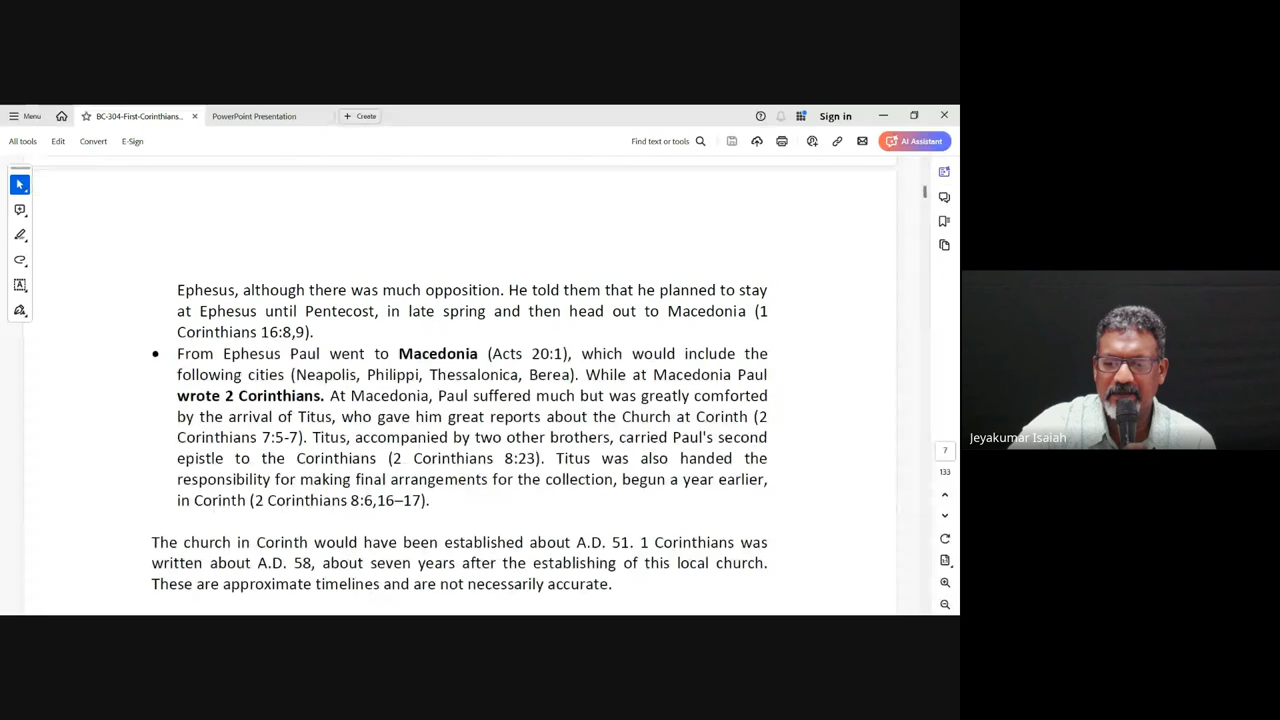 Menu
BC-304-First-Corinthians..
PowerPoint Presentation
Create
Sign in
All tools
Edit
Convert
E-Sign
Find text or tools
AI Assistant
Ephesus, although there was much opposition. He told them that he planned to stay
at Ephesus until Pentecost, in late spring and then head out to Macedonia (1
Corinthians 16:8,9).
• From Ephesus Paul went to Macedonia (Acts 20:1), which would include the
following cities (Neapolis, Philippi, Thessalonica, Berea). While at Macedonia Paul
wrote 2 Corinthians. At Macedonia, Paul suffered much but was greatly comforted
by the arrival of Titus, who gave him great reports about the Church at Corinth (2
Corinthians 7:5-7). Titus, accompanied by two other brothers, carried Paul's second
epistle to the Corinthians (2 Corinthians 8:23). Titus was also handed the
responsibility for making final arrangements for the collection, begun a year earlier,
in Corinth (2 Corinthians 8:6,16–17).
The church in Corinth would have been established about A.D. 51. 1 Corinthians was
written about A.D. 58, about seven years after the establishing of this local church.
These are approximate timelines and are not necessarily accurate.
7
133
Jeyakumar Isaiah